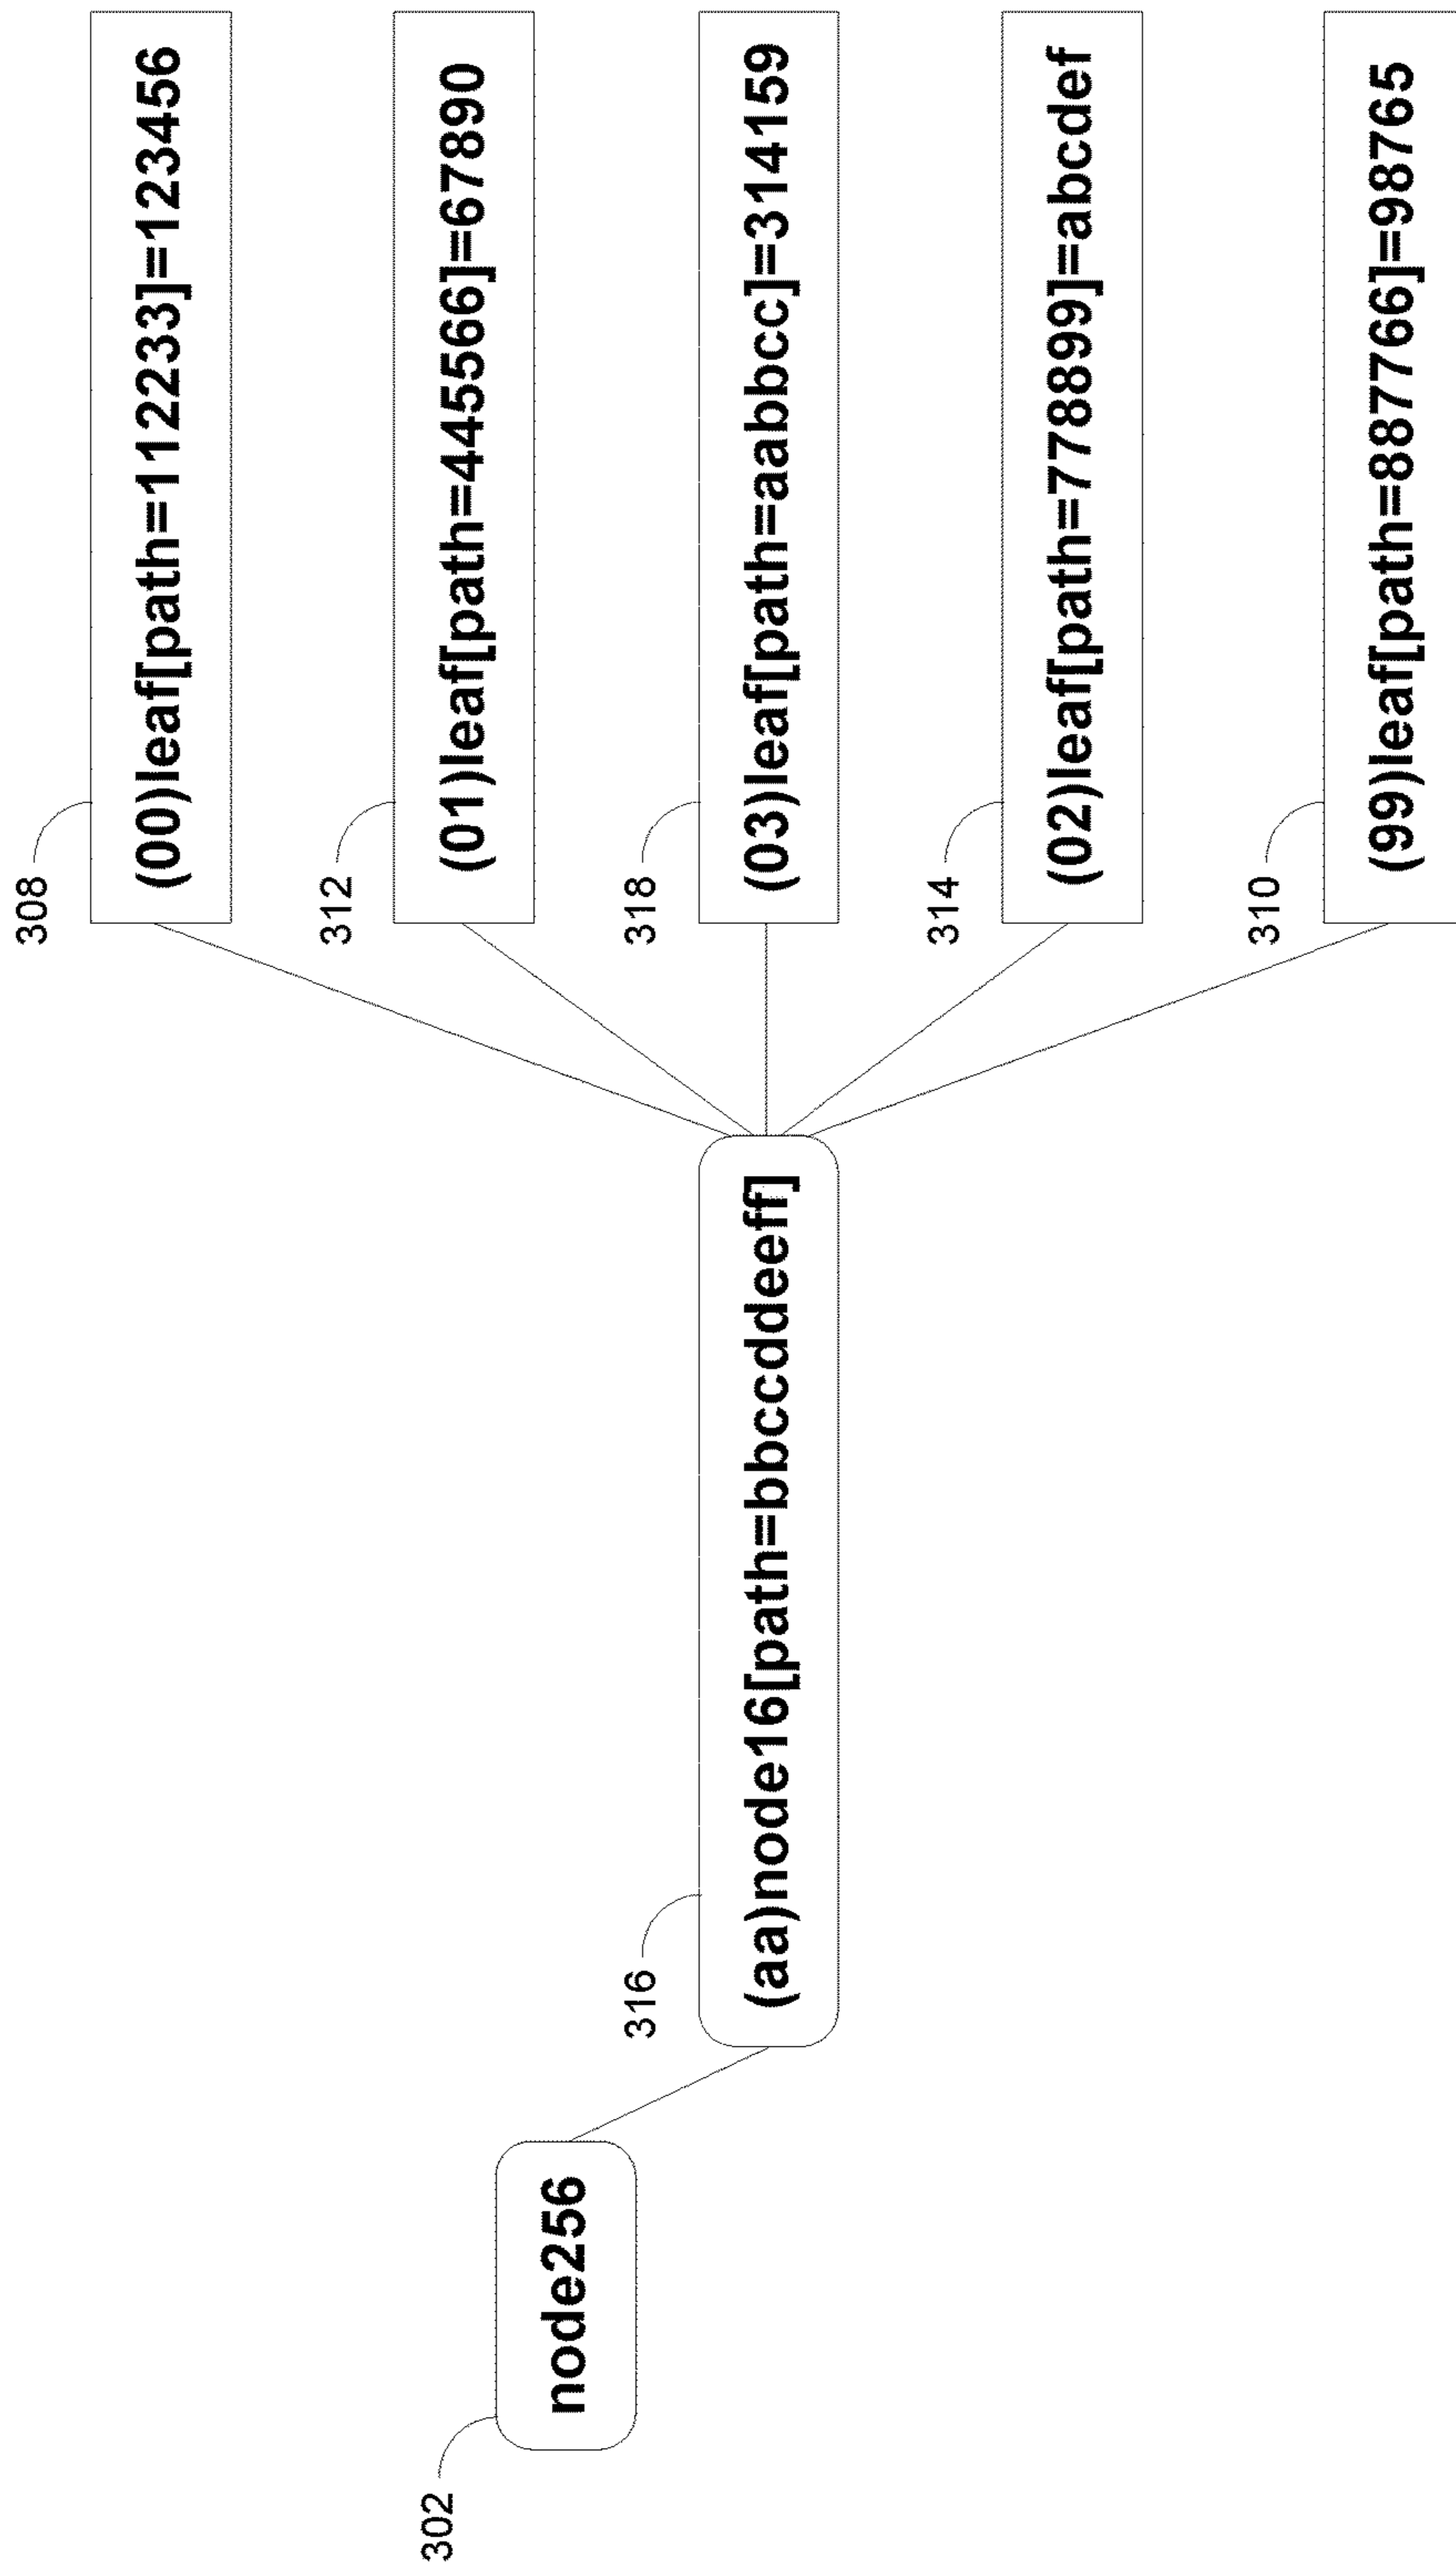 302
node256
316
(aa)node16[path=bbccddeeff]
308
(00)leaf[path=112233]=123456
312
(01)leaf[path=445566]=67890
318
(03)leaf[path=aabbcc]=314159
314
(02)leaf[path=778899]=abcdef
310
(99)leaf[path=887766]=98765